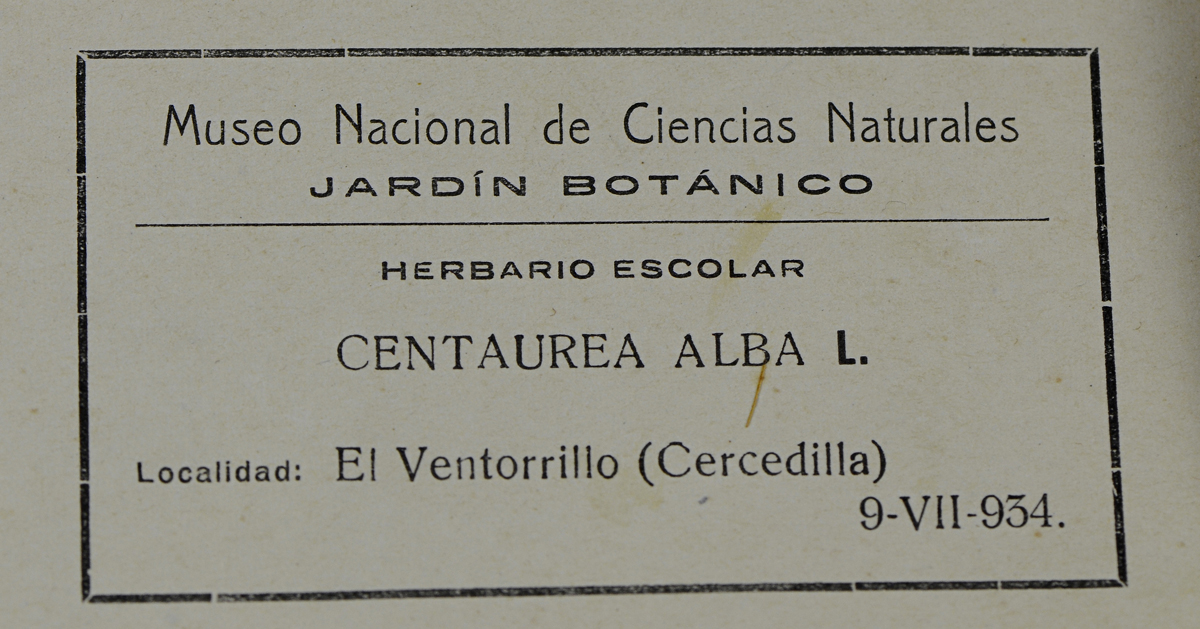 Museo Nacional de Ciencias Naturales
JARDÍN BOTÁNICO
HERBARIO ESCOLAR
CENTAUREA ALBA L.
Localidad: El Ventorrillo (Cercedilla)
9-VII-934.